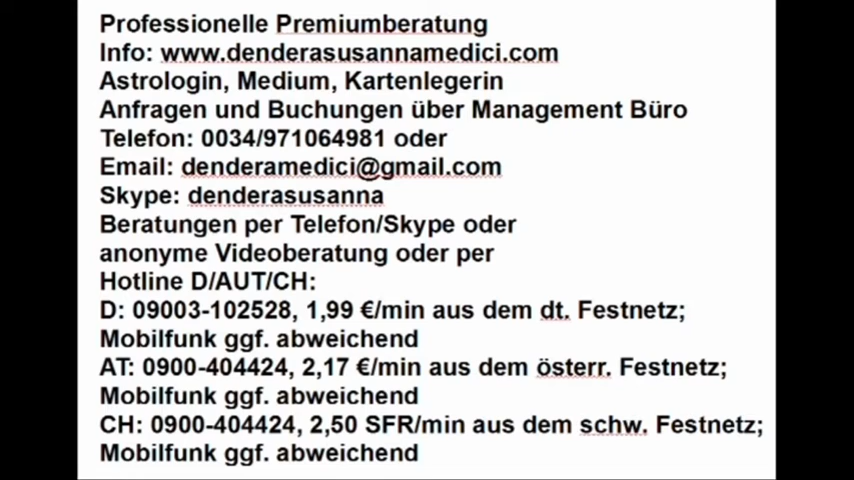 Professionelle Premiumberatung
Info: www.denderasusannamedici.com
Astrologin, Medium, Kartenlegerin
Anfragen und Buchungen über Management Büro
Telefon: 0034/971064981 oder
Email: denderamedici@gmail.com
Skype: denderasusanna
Beratungen per Telefon/Skype oder
anonyme Videoberatung oder per
Hotline D/AUT/CH:
D: 09003-102528, 1,99 €/min aus dem dt. Festnetz;
Mobilfunk ggf. abweichend
AT: 0900-404424, 2,17 €/min aus dem österr. Festnetz;
Mobilfunk ggf. abweichend
CH: 0900-404424, 2,50 SFR/min aus dem schw. Festnetz;
Mobilfunk ggf. abweichend